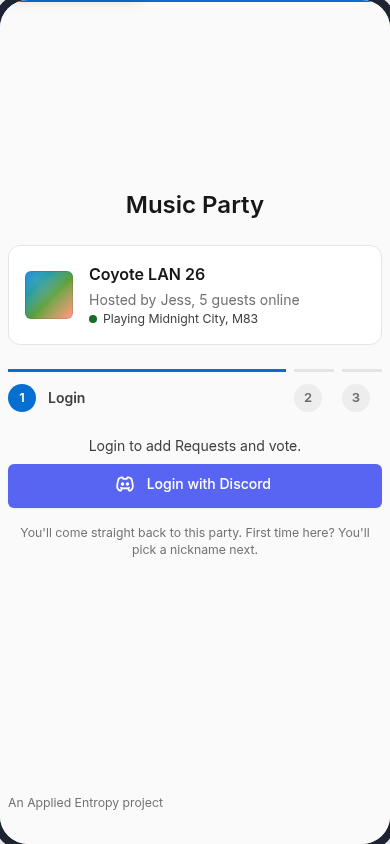 Music Party
Coyote LAN 26
Hosted by Jess, 5 guests online
Playing Midnight City, M83
1 Login 2 3
Login to add Requests and vote.
Login with Discord
You'll come straight back to this party. First time here? You'll
pick a nickname next.
An Applied Entropy project